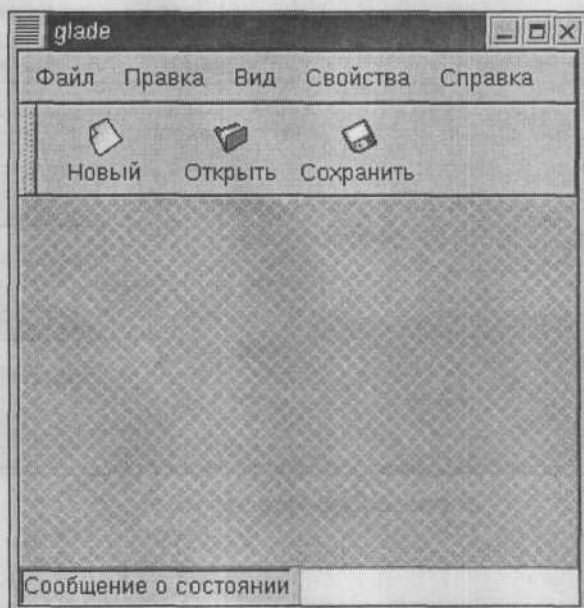 glade
Файл Правка Вид Свойства Справка
Новый Открыть Сохранить
Сообщение о состоянии